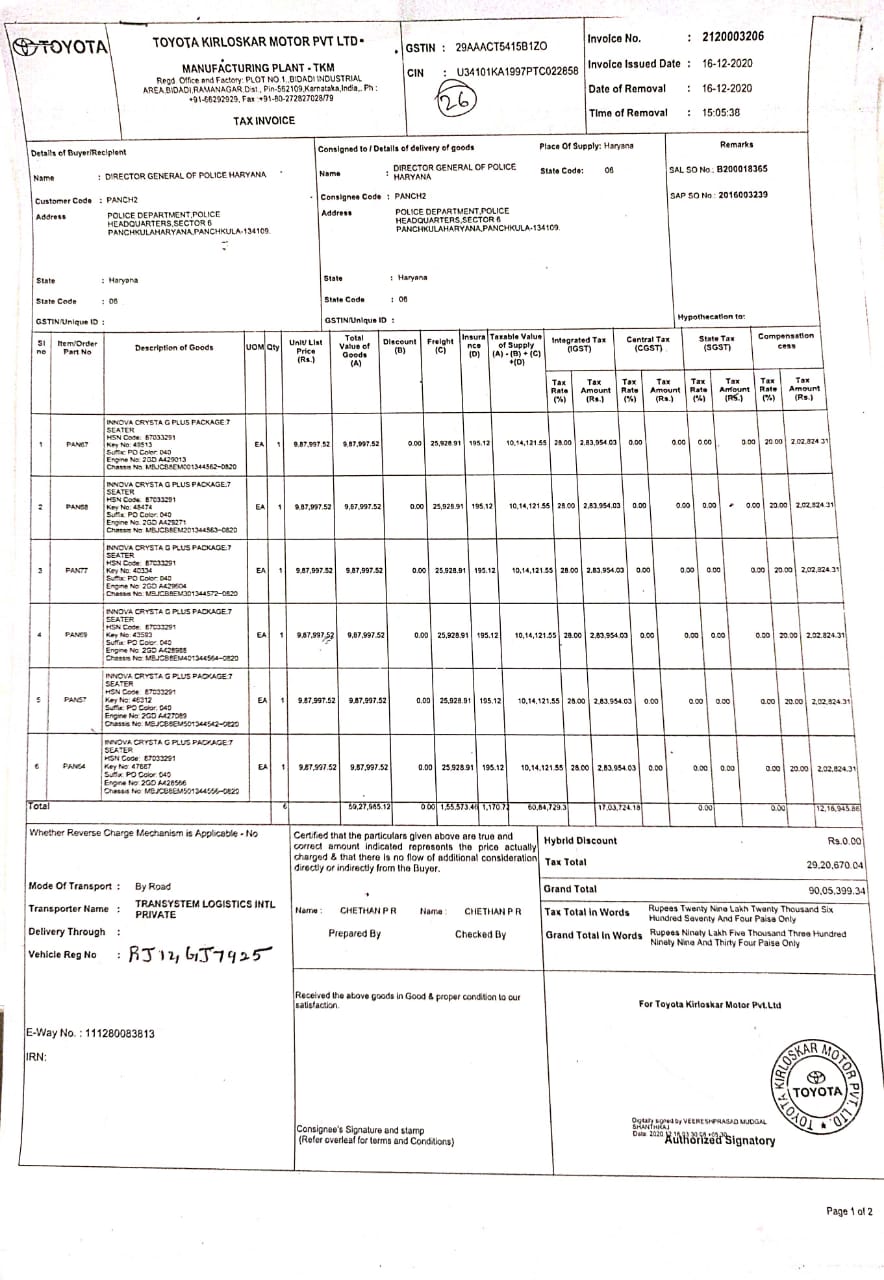 TOYOTA
TOYOTA KIRLOSKAR MOTOR PVT LTD
MANUFACTURING PLANT - TKM
Regd. Office and Factory: PLOT NO 1, BIDADI INDUSTRIAL
AREA,BIDADI,RAMANAGAR Dist., Pin-562109,Karnataka,India,, Ph :
+91-66292929, Fax :+91-80-272827028/79
TAX INVOICE
GSTIN : 29AAACT5415B1ZO
CIN : U34101KA1997PTC022858
26
Invoice No. : 2120003206
Invoice Issued Date : 16-12-2020
Date of Removal : 16-12-2020
Time of Removal : 15:05:38
Details of Buyer/Recipient
Name : DIRECTOR GENERAL OF POLICE HARYANA
Customer Code : PANCH2
Address POLICE DEPARTMENT,POLICE
HEADQUARTERS,SECTOR 6
PANCHKULAHARYANA,PANCHKULA-134109.
State : Haryana
State Code : 06
GSTIN/Unique ID :
Consigned to / Details of delivery of goods
Name : DIRECTOR GENERAL OF POLICE
HARYANA
Consignee Code : PANCH2
Address POLICE DEPARTMENT,POLICE
HEADQUARTERS,SECTOR 6
PANCHKULAHARYANA,PANCHKULA-134109.
State : Haryana
State Code : 06
GSTIN/Unique ID :
Place Of Supply: Haryana
State Code: 06
Remarks
SAL SO No.: B200018365
SAP SO No.: 2016003239
Hypothecation to:
Sl no Item/Order Part No Description of Goods UOM Qty Unit/ List Price (Rs.) Total Value of Goods (A) Discount (B) Freight (C) Insurance (D) Taxable Value of Supply (A) - (B) + (C) +(D) Integrated Tax (IGST) Central Tax (CGST) State Tax (SGST) Compensation cess
Tax Rate (%) Tax Amount (Rs.) Tax Rate (%) Tax Amount (Rs.) Tax Rate (%) Tax Amount (RS.) Tax Rate (%) Tax Amount (Rs.)
INNOVA CRYSTA G PLUS PACKAGE:7
SEATER
HSN Code: 87033291
Key No: 49513
1 PAN67 EA 1 9,87,997.52 9,87,997.52 0.00 25,928.91 195.12 10,14,121.55 28.00 2,83,954.03 0.00 0.00 0.00 0.00 20.00 2,02,824.31
Suffix: PD Color: 040
Engine No: 2GD A429013
Chassis No: MBJCB8EM001344562-0820
INNOVA CRYSTA G PLUS PACKAGE:7
SEATER
HSN Code: 87033291
Key No: 48474
2 PAN68 EA 1 9,87,997.52 9,87,997.52 0.00 25,928.91 195.12 10,14,121.55 28.00 2,83,954.03 0.00 0.00 0.00 0.00 20.00 2,02,824.31
Suffix: PD Color: 040
Engine No: 2GD A429271
Chassis No: MBJCB8EM201344563-0820
INNOVA CRYSTA G PLUS PACKAGE:7
SEATER
HSN Code: 87033291
Key No: 40334
3 PAN77 EA 1 9,87,997.52 9,87,997.52 0.00 25,928.91 195.12 10,14,121.55 28.00 2,83,954.03 0.00 0.00 0.00 0.00 20.00 2,02,824.31
Suffix: PD Color: 040
Engine No: 2GD A429504
Chassis No: MBJCB8EM301344572-0820
INNOVA CRYSTA G PLUS PACKAGE:7
SEATER
HSN Code: 87033291
Key No: 43593
4 PAN69 EA 1 9,87,997.52 9,87,997.52 0.00 25,928.91 195.12 10,14,121.55 28.00 2,83,954.03 0.00 0.00 0.00 0.00 20.00 2,02,824.31
Suffix: PD Color: 040
Engine No: 2GD A428988
Chassis No: MBJCB8EM401344564-0820
INNOVA CRYSTA G PLUS PACKAGE:7
SEATER
HSN Code: 87033291
Key No: 46312
5 PAN57 EA 1 9,87,997.52 9,87,997.52 0.00 25,928.91 195.12 10,14,121.55 28.00 2,83,954.03 0.00 0.00 0.00 0.00 20.00 2,02,824.31
Suffix: PD Color: 040
Engine No: 2GD A427089
Chassis No: MBJCB8EM501344542-0820
INNOVA CRYSTA G PLUS PACKAGE:7
SEATER
HSN Code: 87033291
Key No: 47667
6 PAN64 EA 1 9,87,997.52 9,87,997.52 0.00 25,928.91 195.12 10,14,121.55 28.00 2,83,954.03 0.00 0.00 0.00 0.00 20.00 2,02,824.31
Suffix: PD Color: 040
Engine No: 2GD A428566
Chassis No: MBJCB8EM501344556-0820
Total 6 59,27,985.12 0.00 1,55,573.46 1,170.72 60,84,729.3 17,03,724.18 0.00 0.00 12,16,945.86
Whether Reverse Charge Mechanism is Applicable - No
Mode Of Transport : By Road
Transporter Name : TRANSYSTEM LOGISTICS INTL
PRIVATE
Delivery Through :
Vehicle Reg No : RJ12,GJ7925
E-Way No. : 111280083813
IRN:
Certified that the particulars given above are true and
correct amount indicated represents the price actually
charged & that there is no flow of additional consideration
directly or indirectly from the Buyer.
Name : CHETHAN P R Name : CHETHAN P R
Prepared By Checked By
Received the above goods in Good & proper condition to our
satisfaction.
Consignee's Signature and stamp
(Refer overleaf for terms and Conditions)
Hybrid Discount Rs.0.00
Tax Total 29,20,670.04
Grand Total 90,05,399.34
Tax Total in Words Rupees Twenty Nine Lakh Twenty Thousand Six
Hundred Seventy And Four Paise Only
Grand Total in Words Rupees Ninety Lakh Five Thousand Three Hundred
Ninety Nine And Thirty Four Paise Only
For Toyota Kirloskar Motor Pvt.Ltd
TOYOTA KIRLOSKAR MOTOR PVT. LTD.
TOYOTA
Digitally signed by VEERESHPRASAD MUDGAL
SHANTHRAJ
Authorized Signatory
Page 1 of 2